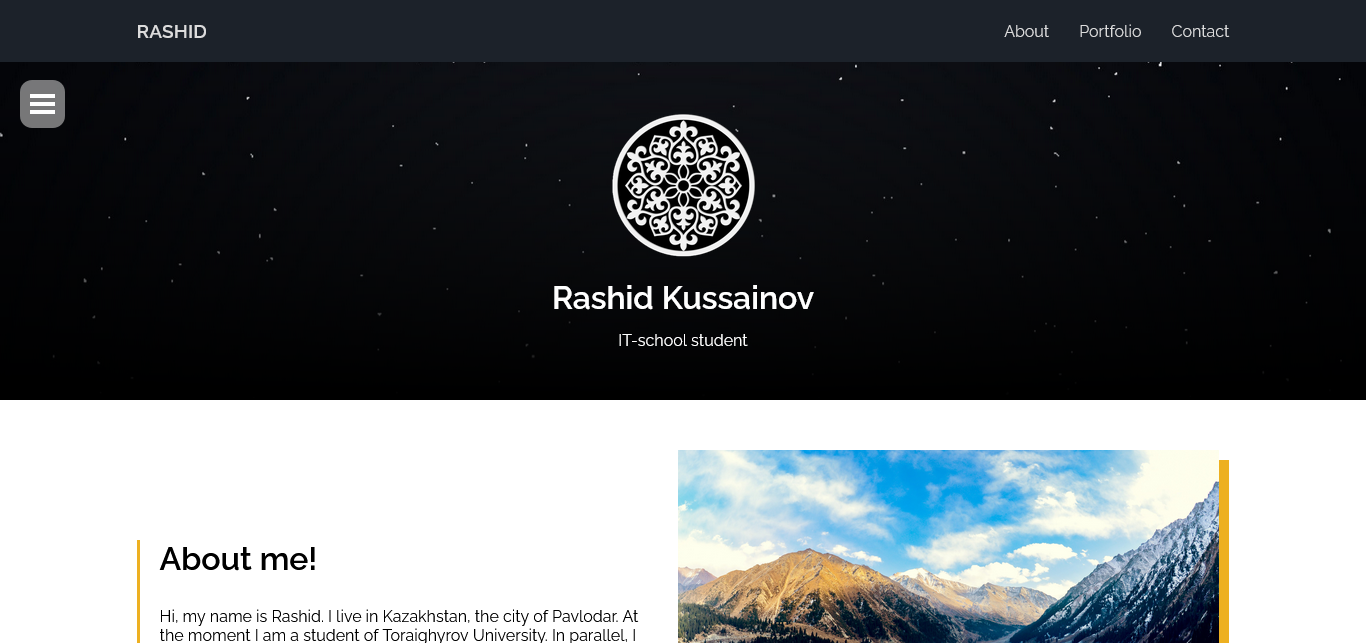 RASHID
About Portfolio Contact
Rashid Kussainov
IT-school student
About me!
Hi, my name is Rashid. I live in Kazakhstan, the city of Pavlodar. At
the moment I am a student of Toraighyrov University. In parallel, I